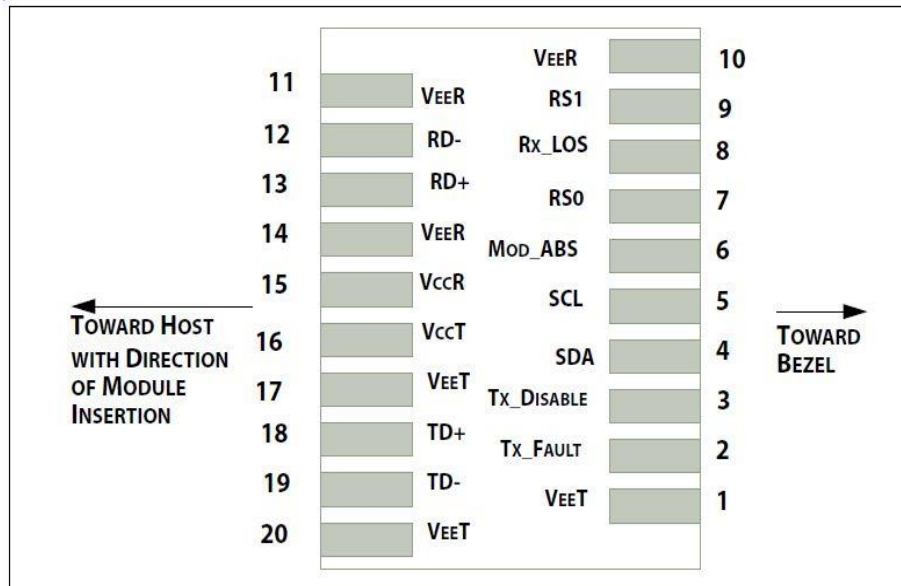 11 VEER
12 RD-
13 RD+
14 VEER
15 VCCR
16 VCCT
17 VEET
18 TD+
19 TD-
20 VEET
VEER 10
RS1 9
RX_LOS 8
RS0 7
MOD_ABS 6
SCL 5
SDA 4
TX_DISABLE 3
TX_FAULT 2
VEET 1
TOWARD HOST
WITH DIRECTION
OF MODULE
INSERTION
TOWARD
BEZEL